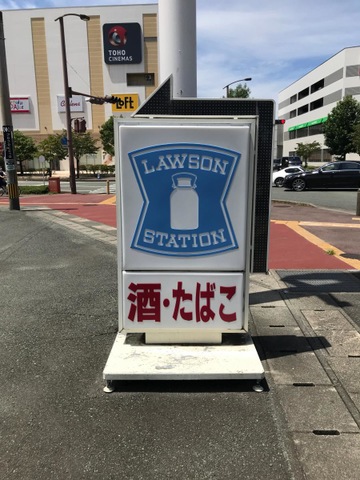 TOHO
CINEMAS
LOFT
LAWSON
STATION
酒・たばこ